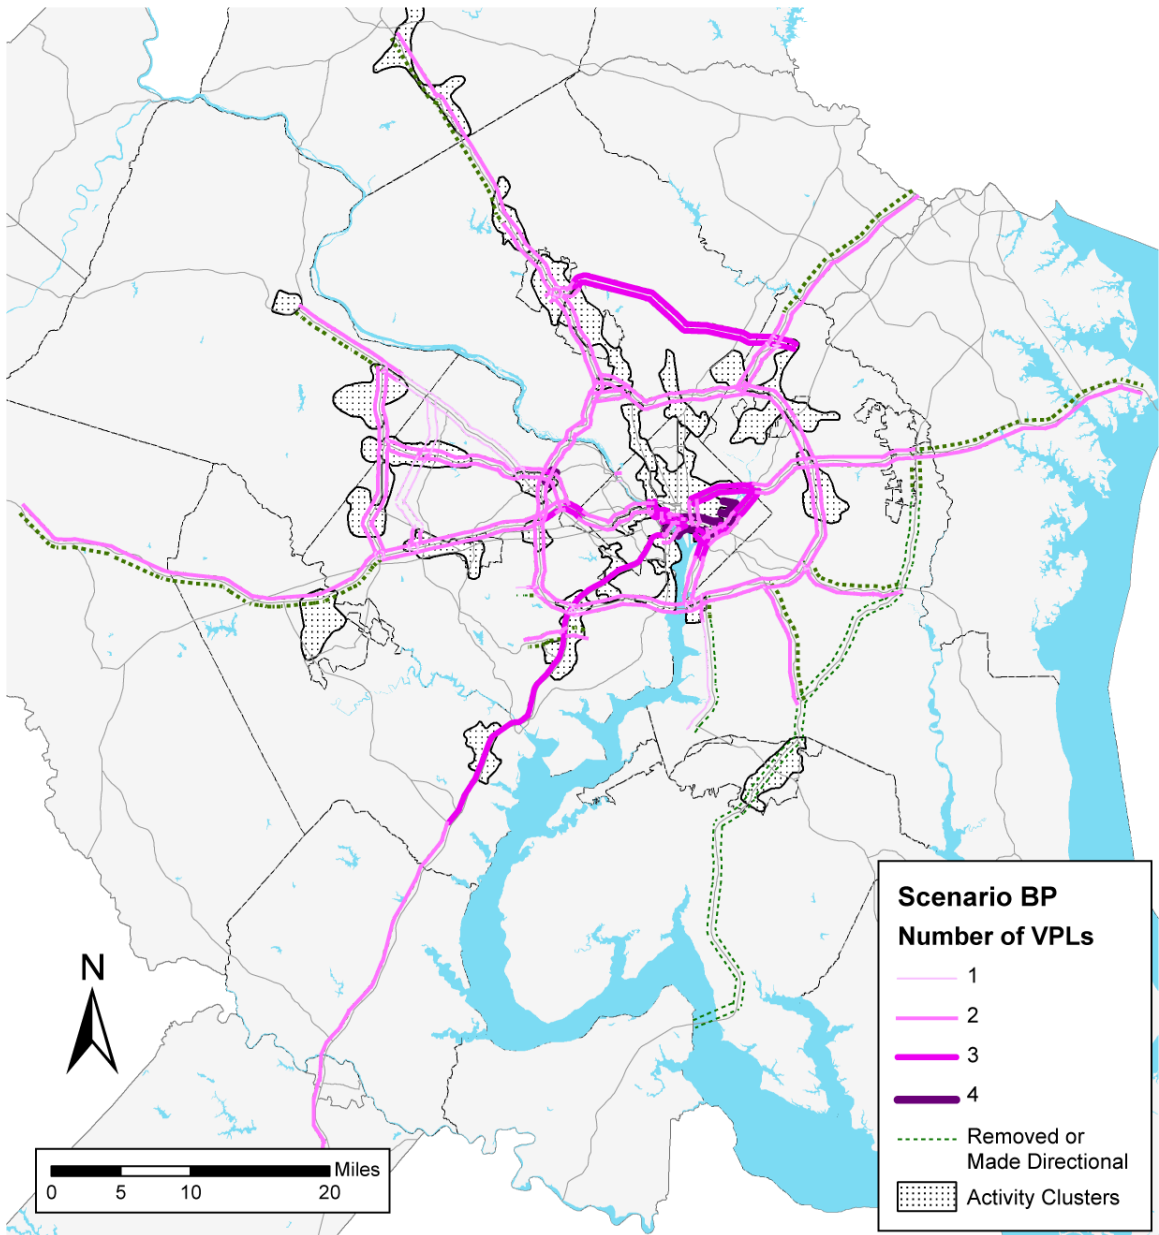 N
Miles
0 5 10 20
Scenario BP
Number of VPLs
1
2
3
4
Removed or
Made Directional
Activity Clusters